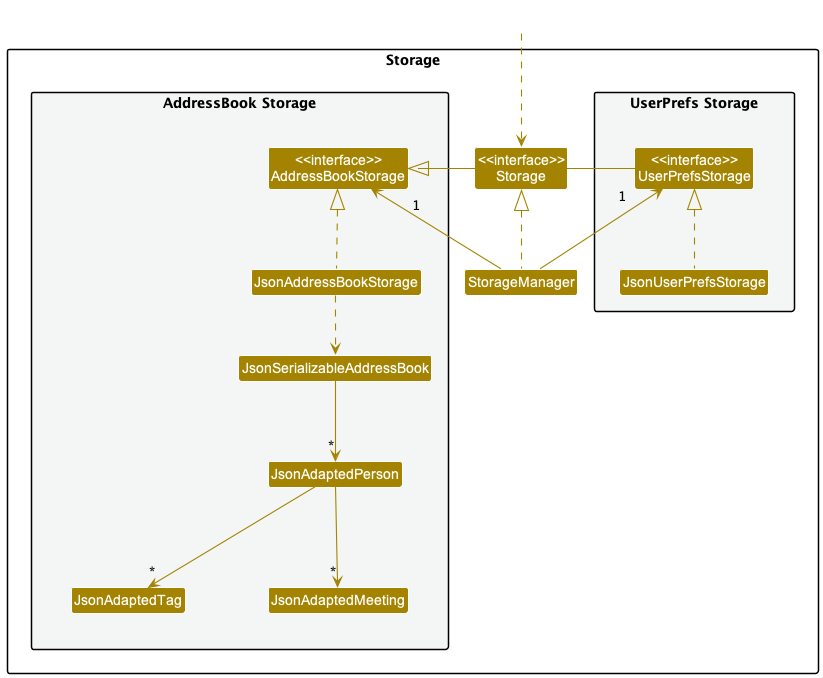 Storage
AddressBook Storage
UserPrefs Storage
<<interface>>
AddressBookStorage
<<interface>>
Storage
<<interface>>
UserPrefsStorage
1
1
JsonAddressBookStorage
StorageManager
JsonUserPrefsStorage
JsonSerializableAddressBook
*
JsonAdaptedPerson
*
*
JsonAdaptedTag
JsonAdaptedMeeting